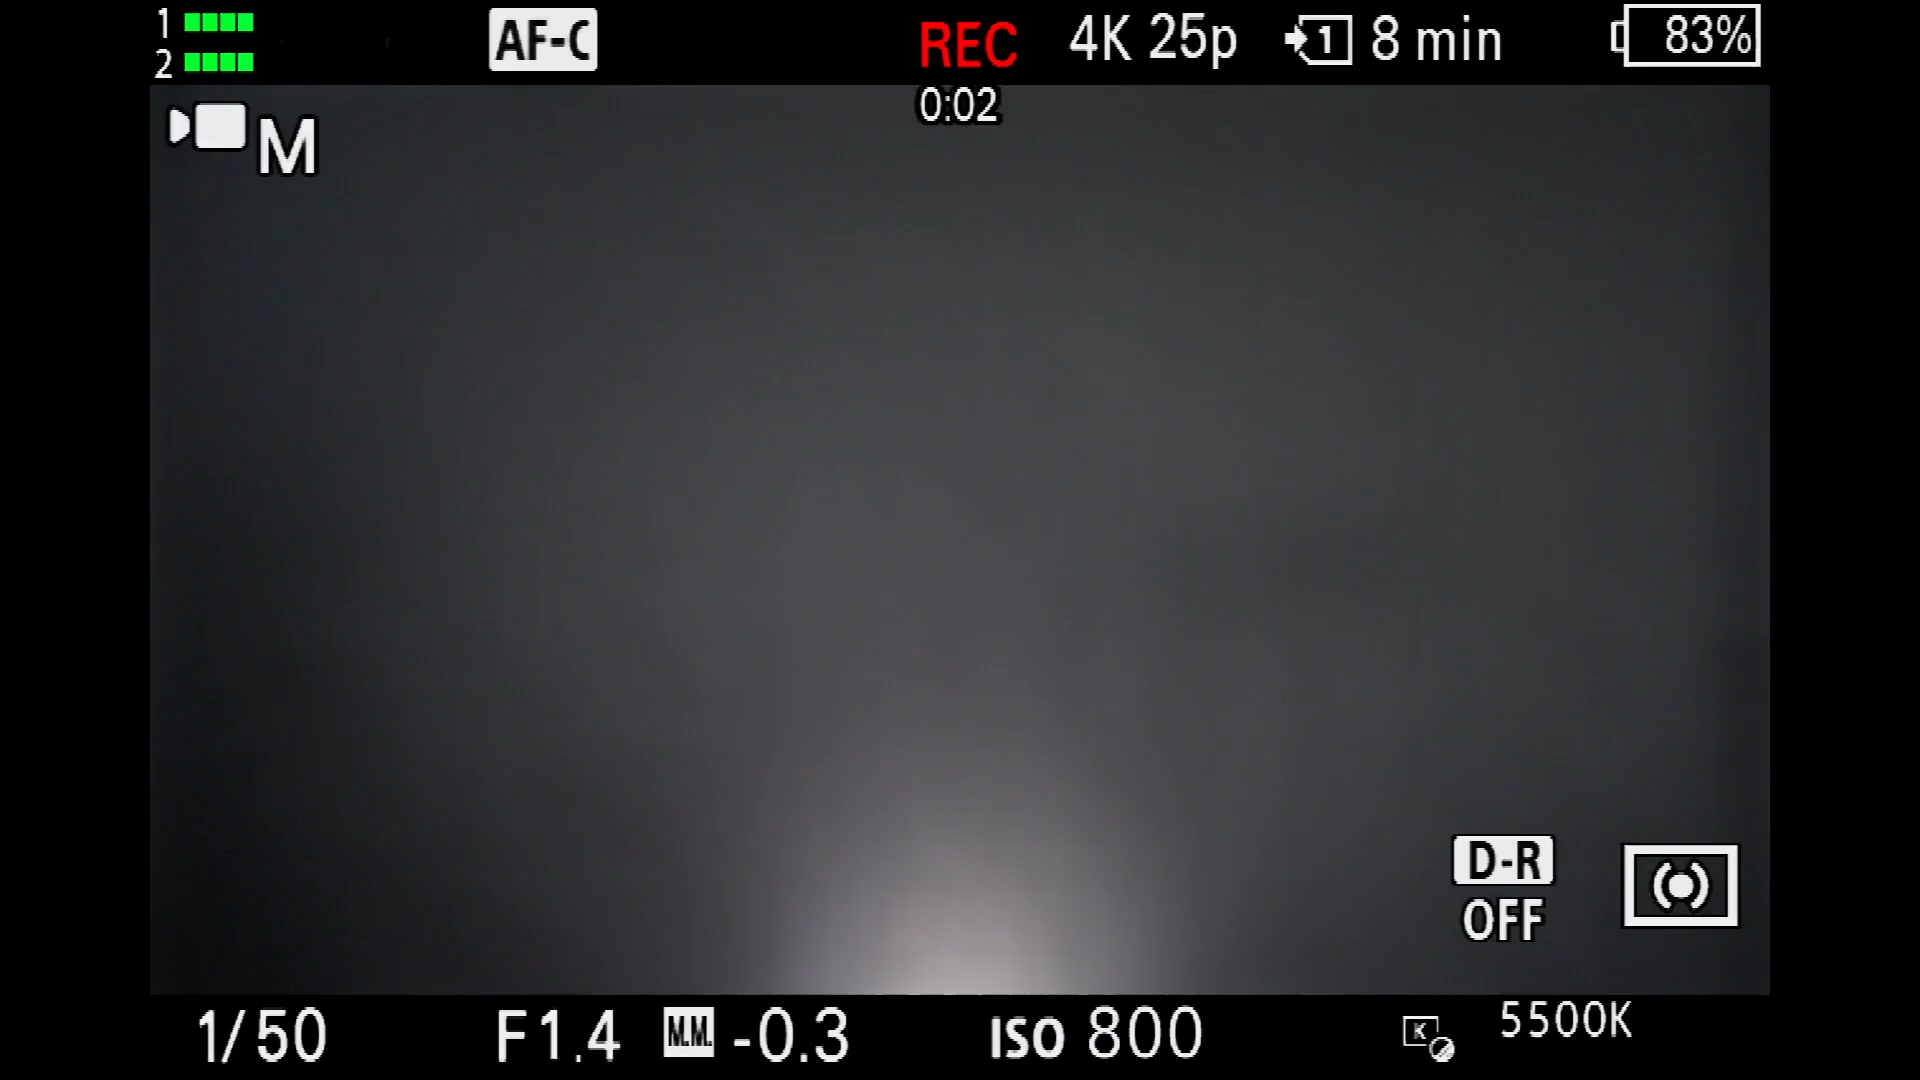 1
2
AF-C
REC 4K 25p 1 8 min 83%
0:02
M
D-R
OFF
1/50 F1.4 M.M. -0.3 ISO 800 K 5500K